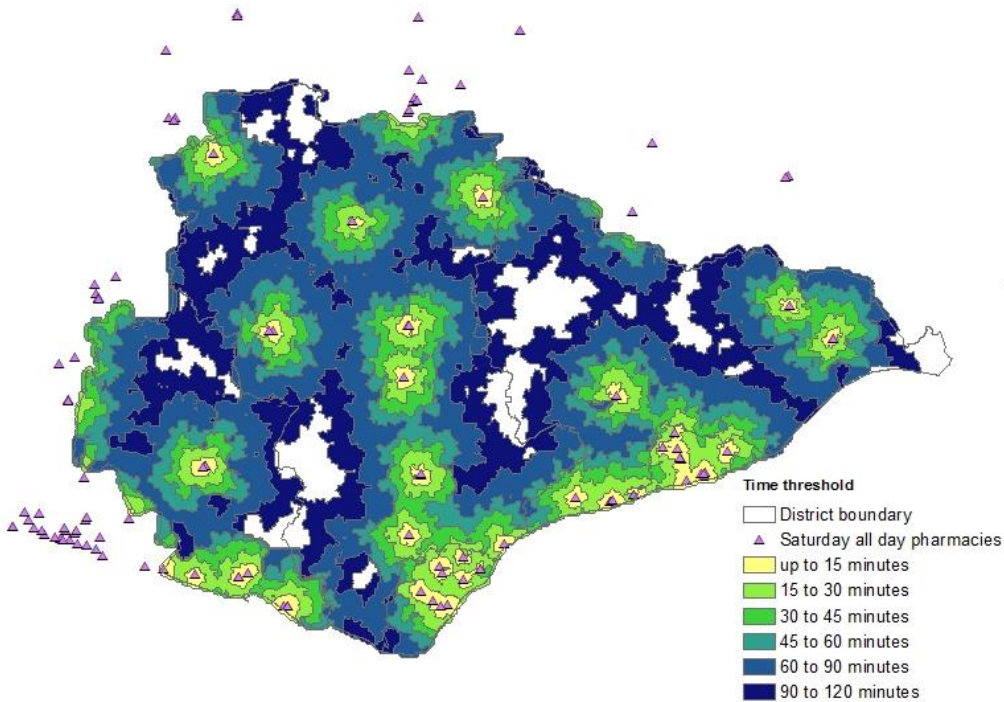 Time threshold
District boundary
Saturday all day pharmacies
up to 15 minutes
15 to 30 minutes
30 to 45 minutes
45 to 60 minutes
60 to 90 minutes
90 to 120 minutes